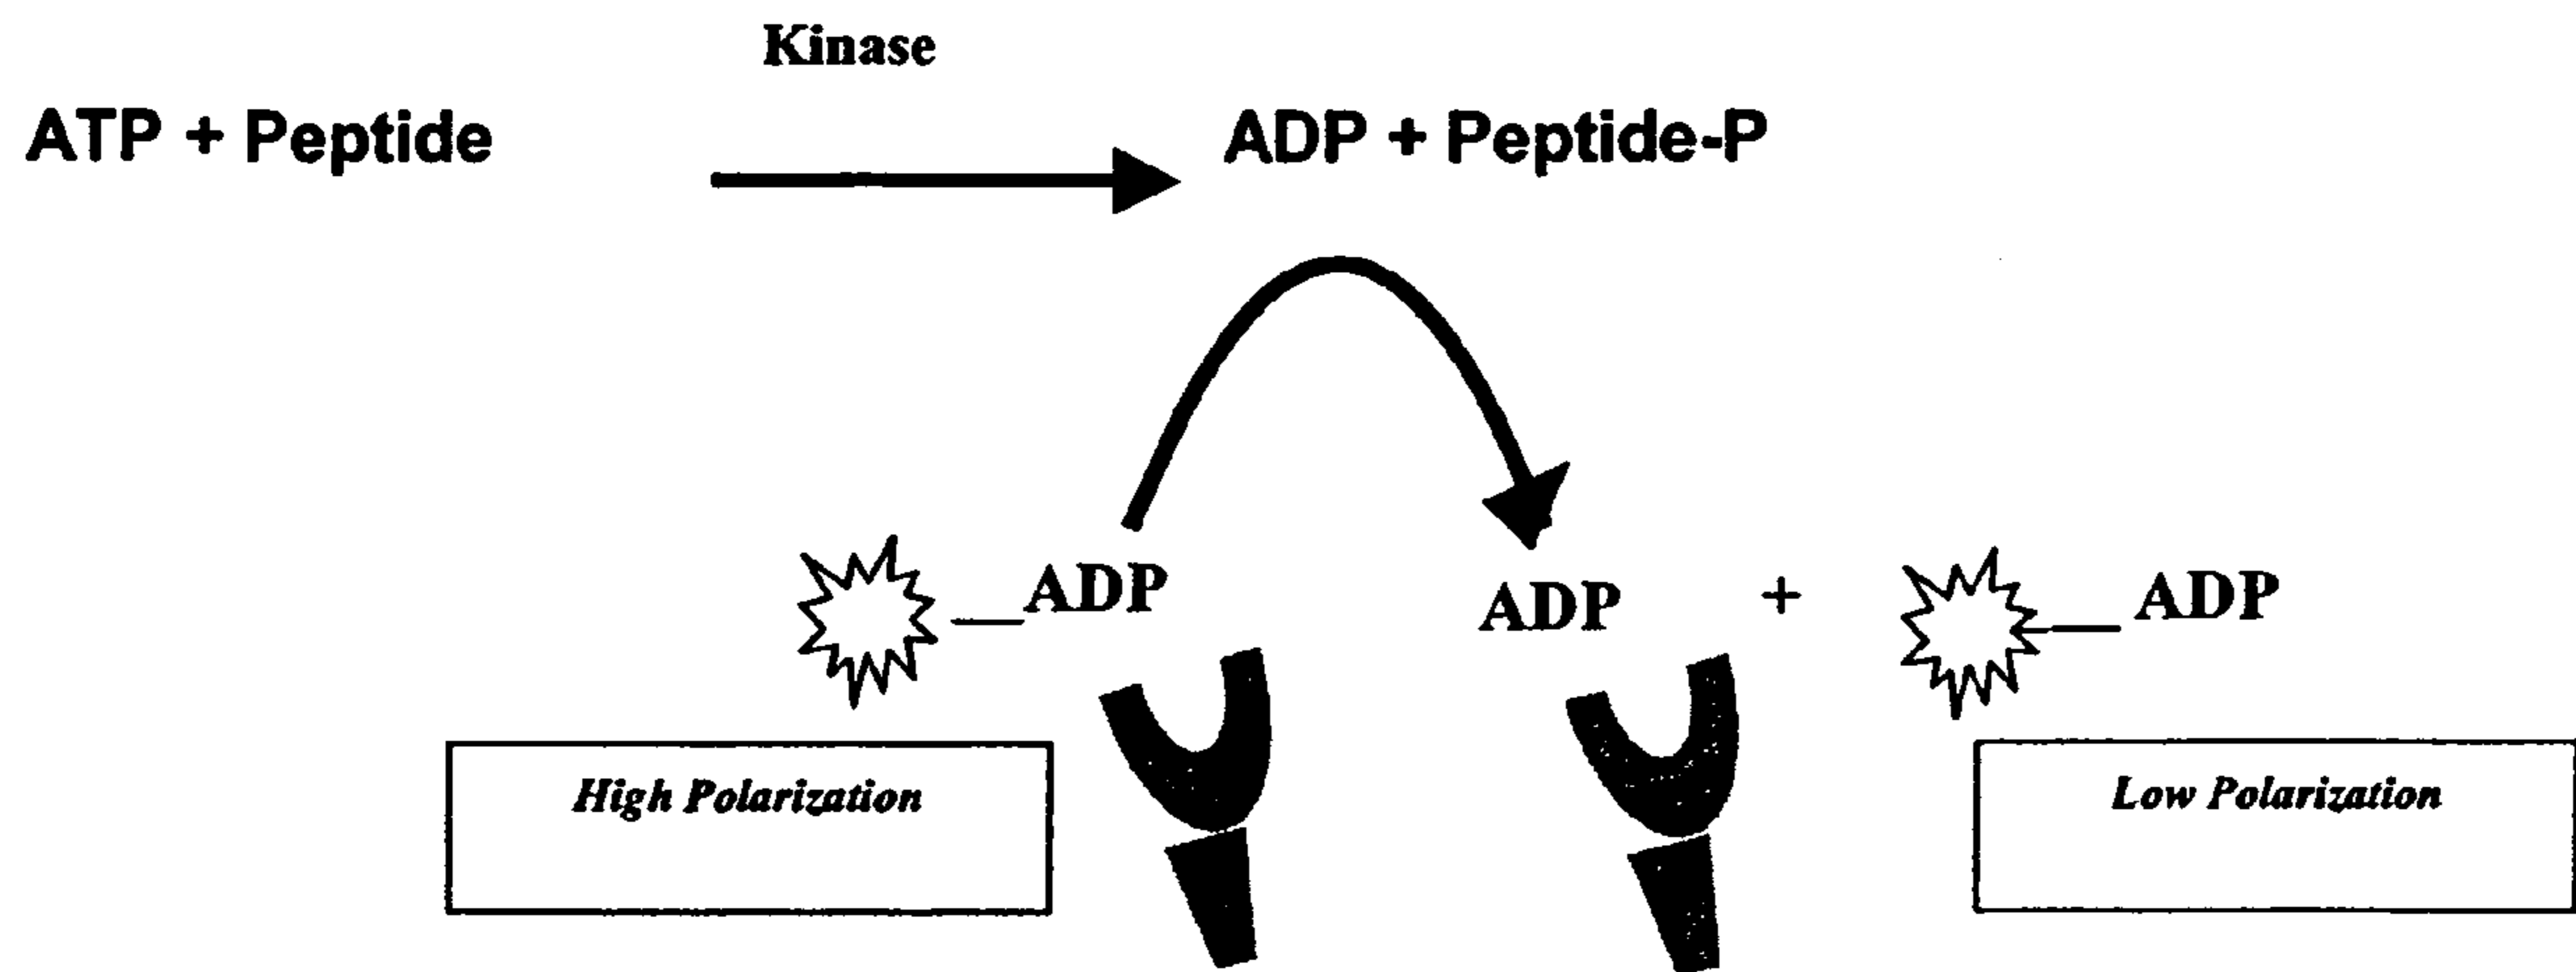 Kinase
ATP + Peptide ADP + Peptide-P
ADP ADP + ADP
High Polarization Low Polarization